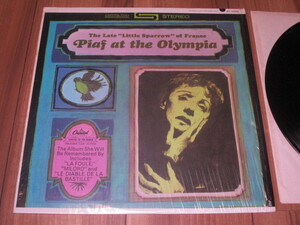 STEREO
The Late "Little Sparrow" of France
Piaf at the Olympia
Capitol
The Album She Will
Be Remembered By
Includes
"LA FOULE,"
"MILORD" and
"LE DIABLE DE LA
BASTILLE"